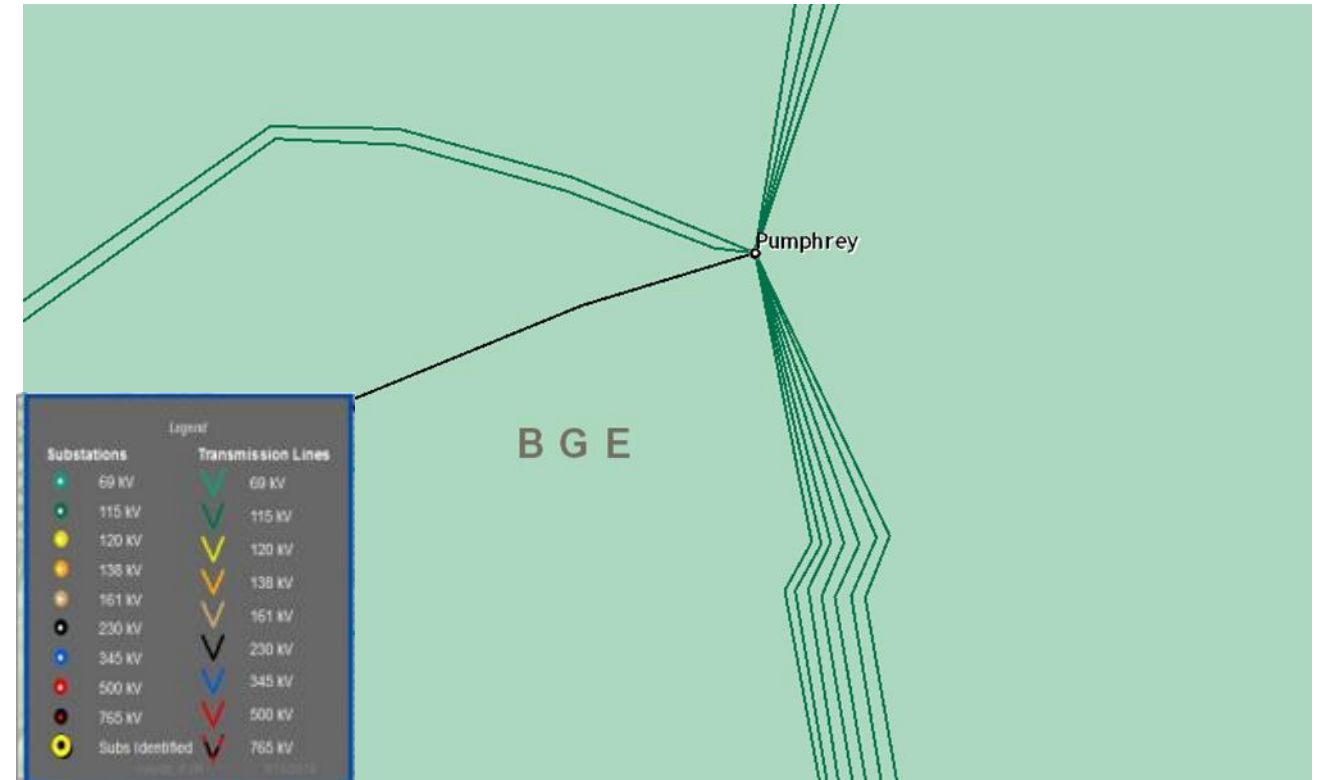 Pumphrey
B G E
Legend
Substations Transmission Lines
69 kV 69 kV
115 kV 115 kV
120 kV 120 kV
138 kV 138 kV
161 kV 161 kV
230 kV 230 kV
345 kV 345 kV
500 kV 500 kV
765 kV 765 kV
Subs Identified